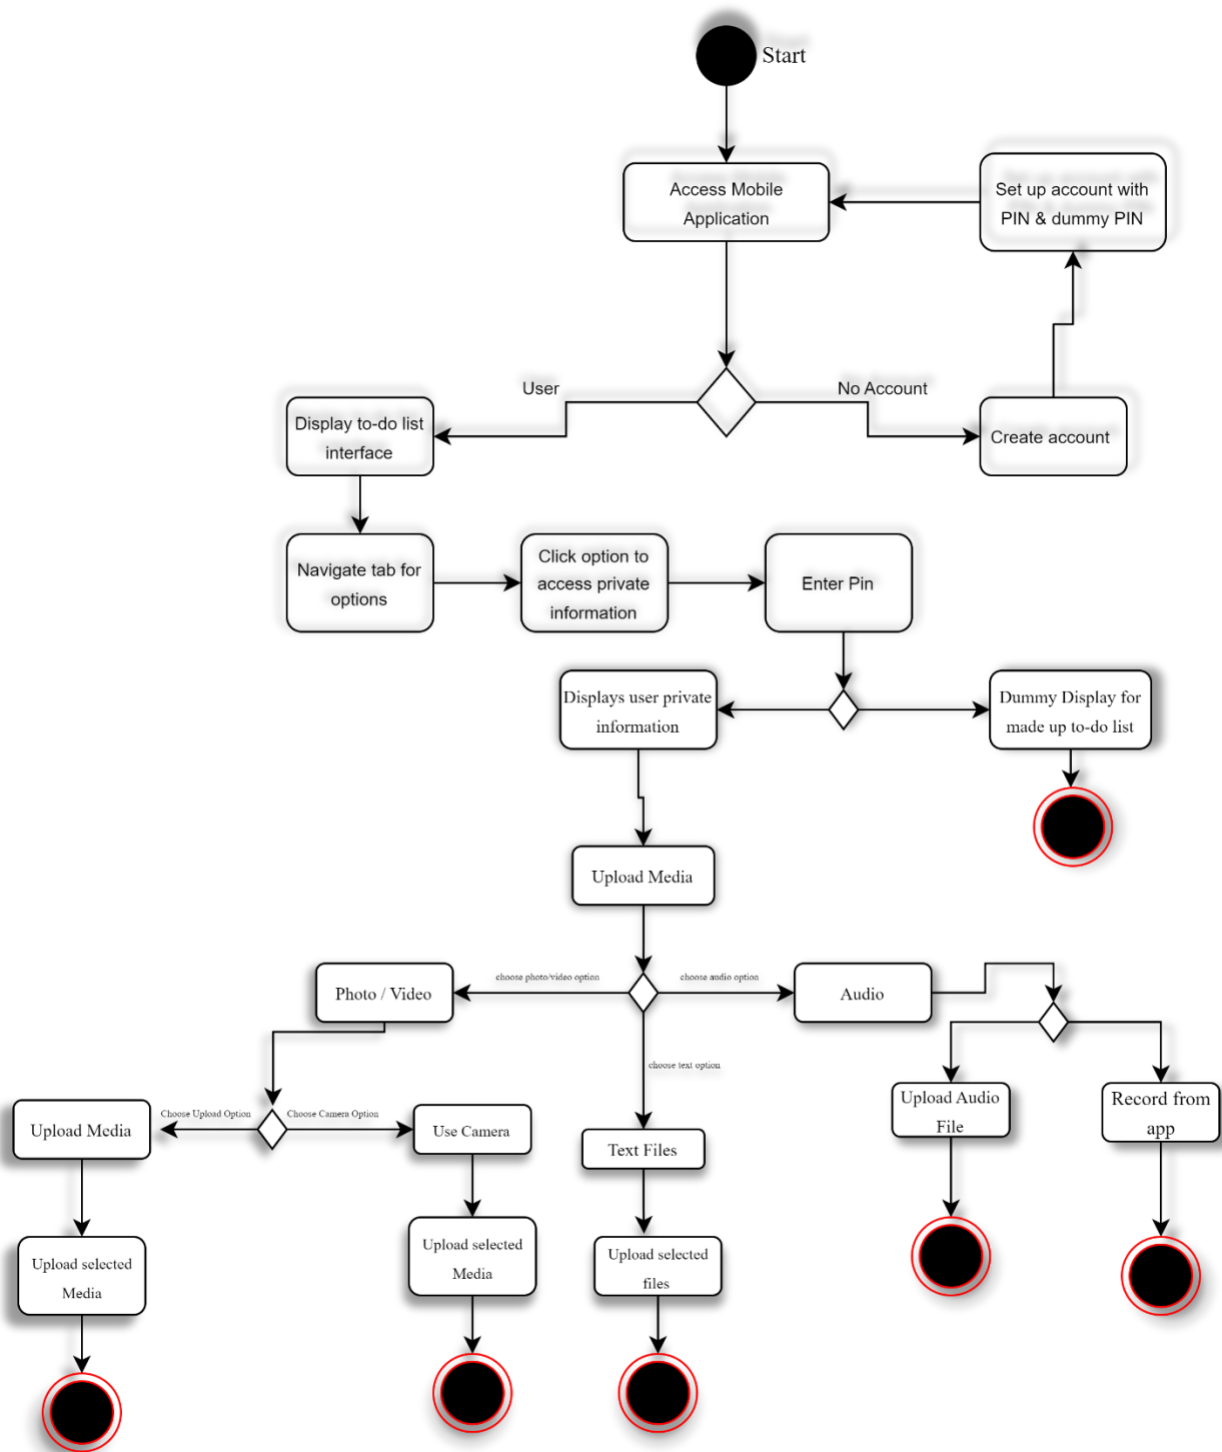 Start
Access Mobile
Application
Set up account with
PIN & dummy PIN
User
No Account
Display to-do list
interface
Create account
Navigate tab for
options
Click option to
access private
information
Enter Pin
Displays user private
information
Dummy Display for
made up to-do list
Upload Media
choose photo/video option
choose audio option
Photo / Video
Audio
choose text option
Upload Audio
File
Record from
app
Choose Upload Option
Choose Camera Option
Upload Media
Use Camera
Text Files
Upload selected
Media
Upload selected
Media
Upload selected
files